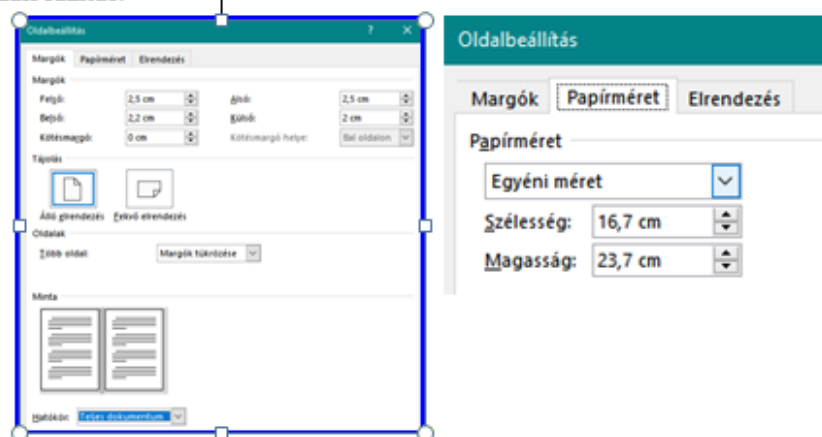 Oldalbeállítás ? ×
Margók Papírméret Elrendezés
Margók
Felső: 2,5 cm Alsó: 2,5 cm
Belső: 2,2 cm Külső: 2 cm
Kötésmargó: 0 cm Kötésmargó helye: Bal oldalon
Tájolás
Álló elrendezés Fekvő elrendezés
Oldalak
Több oldal: Margók tükrözése
Minta
Hatókör: Teljes dokumentum
Oldalbeállítás
Margók Papírméret Elrendezés
Papírméret
Egyéni méret
Szélesség: 16,7 cm
Magasság: 23,7 cm